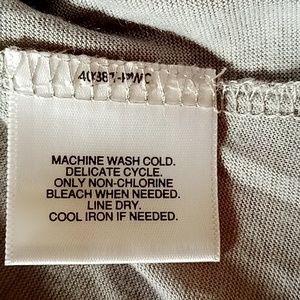 MACHINE WASH COLD.
DELICATE CYCLE.
ONLY NON-CHLORINE
BLEACH WHEN NEEDED.
LINE DRY.
COOL IRON IF NEEDED.